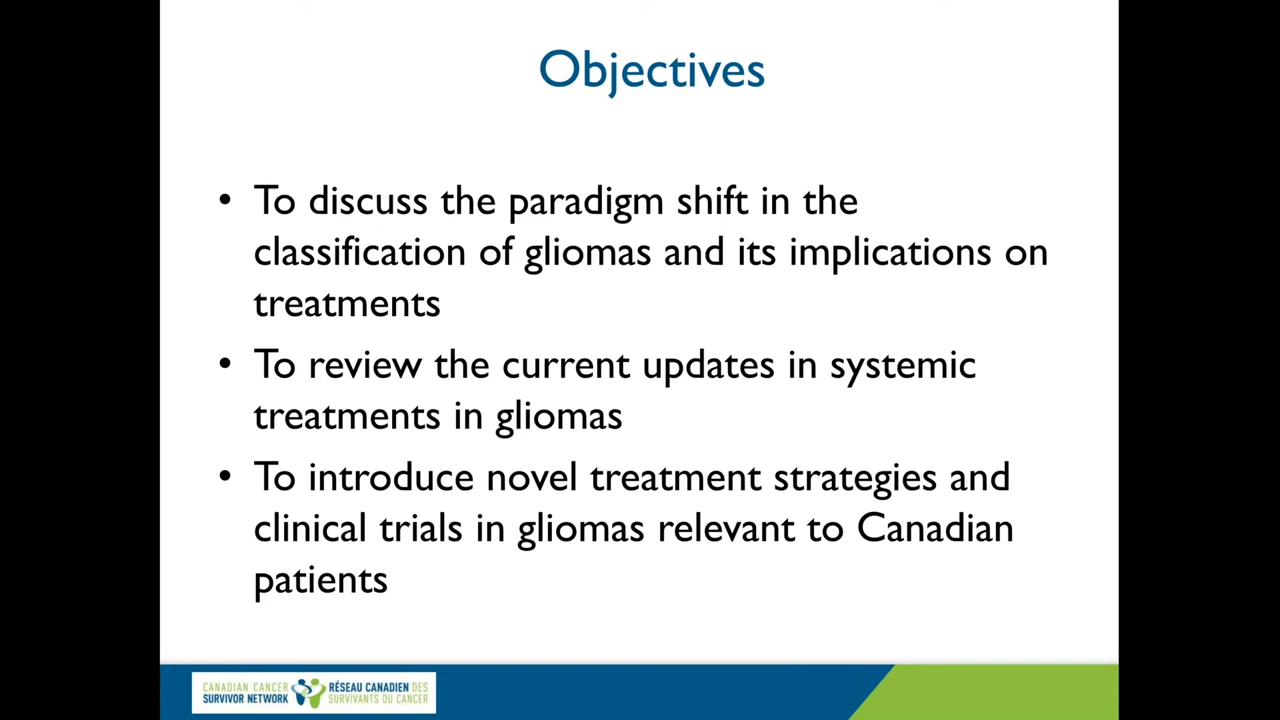 Objectives
• To discuss the paradigm shift in the
classification of gliomas and its implications on
treatments
• To review the current updates in systemic
treatments in gliomas
• To introduce novel treatment strategies and
clinical trials in gliomas relevant to Canadian
patients
CANADIAN CANCER
SURVIVOR NETWORK
RÉSEAU CANADIEN DES
SURVIVANTS DU CANCER